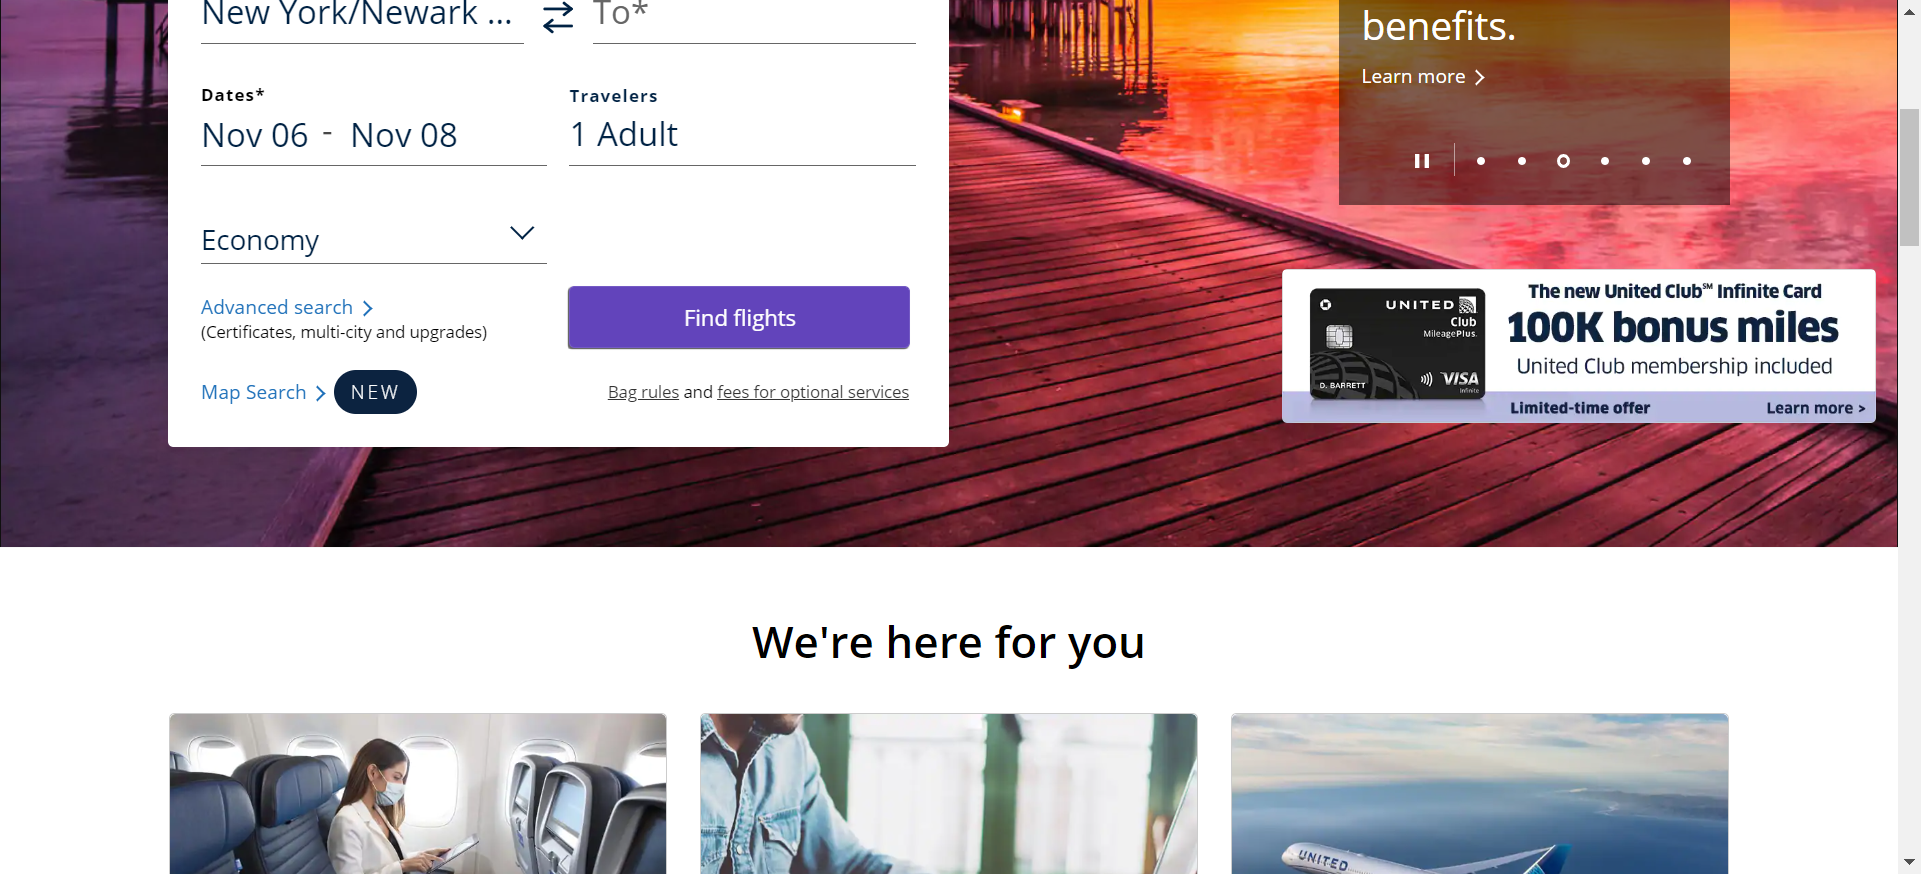 New York/Newark ...
To*
Dates*
Nov 06 - Nov 08
Travelers
1 Adult
Economy
Advanced search
(Certificates, multi-city and upgrades)
Find flights
Map Search
NEW
Bag rules and fees for optional services
benefits.
Learn more
UNITED
Club
MileagePlus.
D. BARRETT
VISA
Infinite
The new United Club℠ Infinite Card
100K bonus miles
United Club membership included
Limited-time offer
Learn more >
We're here for you
UNITED